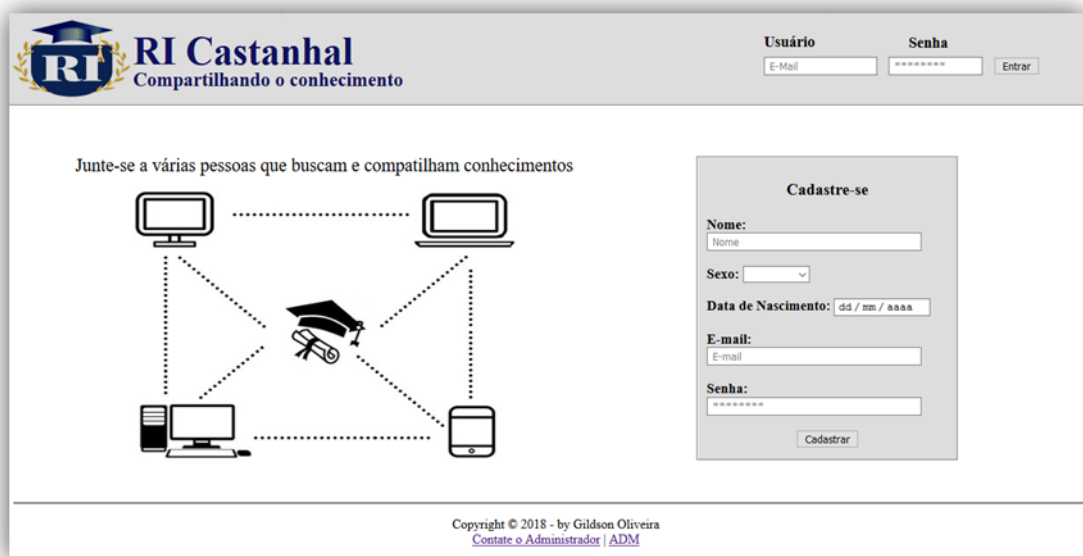 RI
RI Castanhal
Compartilhando o conhecimento
Usuário Senha
E-Mail ******** Entrar
Junte-se a várias pessoas que buscam e compatilham conhecimentos
Cadastre-se
Nome:
Nome
Sexo:
Data de Nascimento: dd / mm / aaaa
E-mail:
E-mail
Senha:
********
Cadastrar
Copyright © 2018 - by Gildson Oliveira
Contate o Administrador | ADM